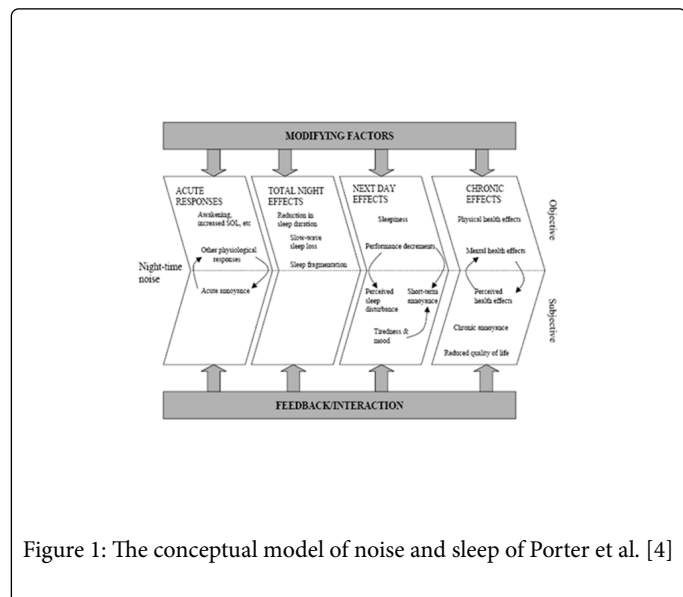 MODIFYING FACTORS
ACUTE
RESPONSES
Awakening,
increased SOL, etc
Other physiological
responses
Acute annoyance
TOTAL NIGHT
EFFECTS
Reduction in
sleep duration
Slow-wave
sleep loss
Sleep fragmentation
NEXT DAY
EFFECTS
Sleepiness
Performance decrements
Perceived
sleep
disturbance
Short-term
annoyance
Tiredness &
mood
CHRONIC
EFFECTS
Physical health effects
Mental health effects
Perceived
health effects
Chronic annoyance
Reduced quality of life
Night-time
noise
Objective
Subjective
FEEDBACK/INTERACTION
Figure 1: The conceptual model of noise and sleep of Porter et al. [4]